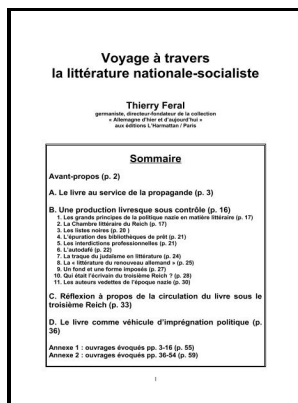 Voyage à travers
la littérature nationale-socialiste
Thierry Feral
germaniste, directeur-fondateur de la collection
« Allemagne d'hier et d'aujourd'hui »
aux éditions L'Harmattan / Paris
Sommaire
Avant-propos (p. 2)
A. Le livre au service de la propagande (p. 3)
B. Une production livresque sous contrôle (p. 16)
1. Les grands principes de la politique nazie en matière littéraire (p. 17)
2. La Chambre littéraire du Reich (p. 17)
3. Les listes noires (p. 20 )
4. L'épuration des bibliothèques de prêt (p. 21)
5. Les interdictions professionnelles (p. 21)
6. L'autodafé (p. 22)
7. La traque du judaïsme en littérature (p. 24)
8. La « littérature du renouveau allemand » (p. 25)
9. Un fond et une forme imposés (p. 27)
10. Qui était l'écrivain du troisième Reich ? (p. 28)
11. Les auteurs vedettes de l'époque nazie (p. 30)
C. Réflexion à propos de la circulation du livre sous le
troisième Reich (p. 33)
D. Le livre comme véhicule d'imprégnation politique (p.
36)
Annexe 1 : ouvrages évoqués pp. 3-16 (p. 55)
Annexe 2 : ouvrages évoqués pp. 36-54 (p. 59)
1